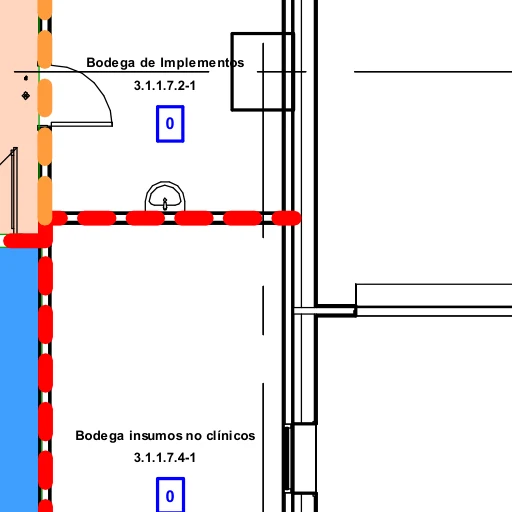 Bodega de Implementos
3.1.1.7.2-1
0
Bodega insumos no clínicos
3.1.1.7.4-1
0